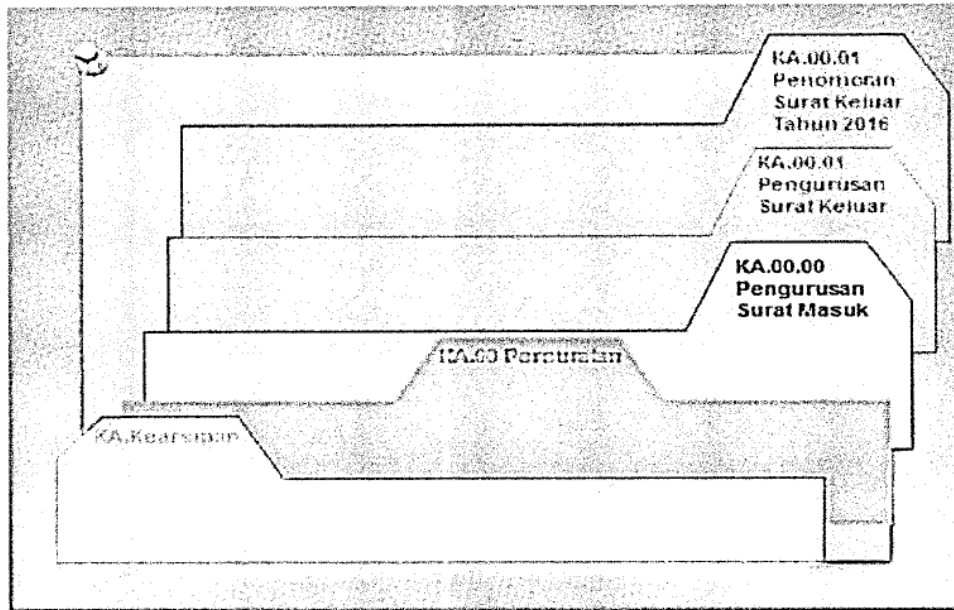 KA.00.01
Penomoran
Surat Keluar
Tahun 2016
KA.00.01
Pengurusan
Surat Keluar
KA.00.00
Pengurusan
Surat Masuk
KA.00 Persuratan
KA.Kearsipan